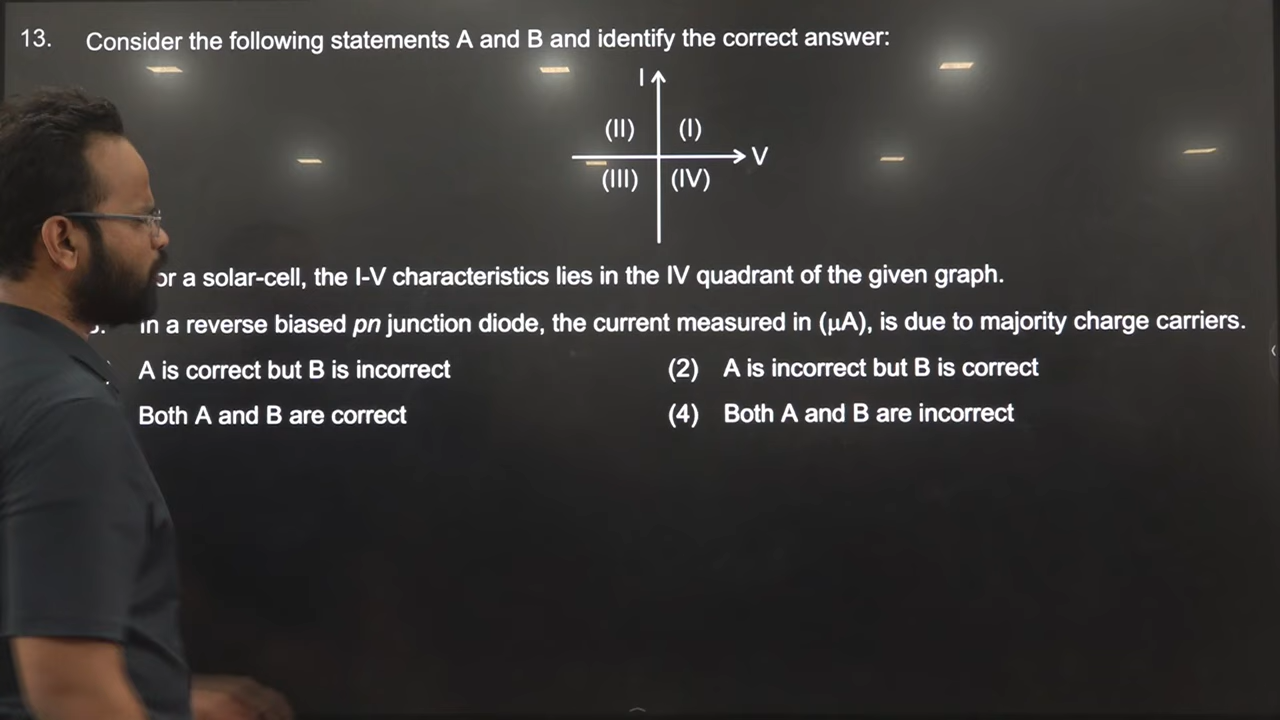 13. Consider the following statements A and B and identify the correct answer:
I
(II) (I)
V
(III) (IV)
or a solar-cell, the I-V characteristics lies in the IV quadrant of the given graph.
in a reverse biased pn junction diode, the current measured in (μA), is due to majority charge carriers.
A is correct but B is incorrect (2) A is incorrect but B is correct
Both A and B are correct (4) Both A and B are incorrect